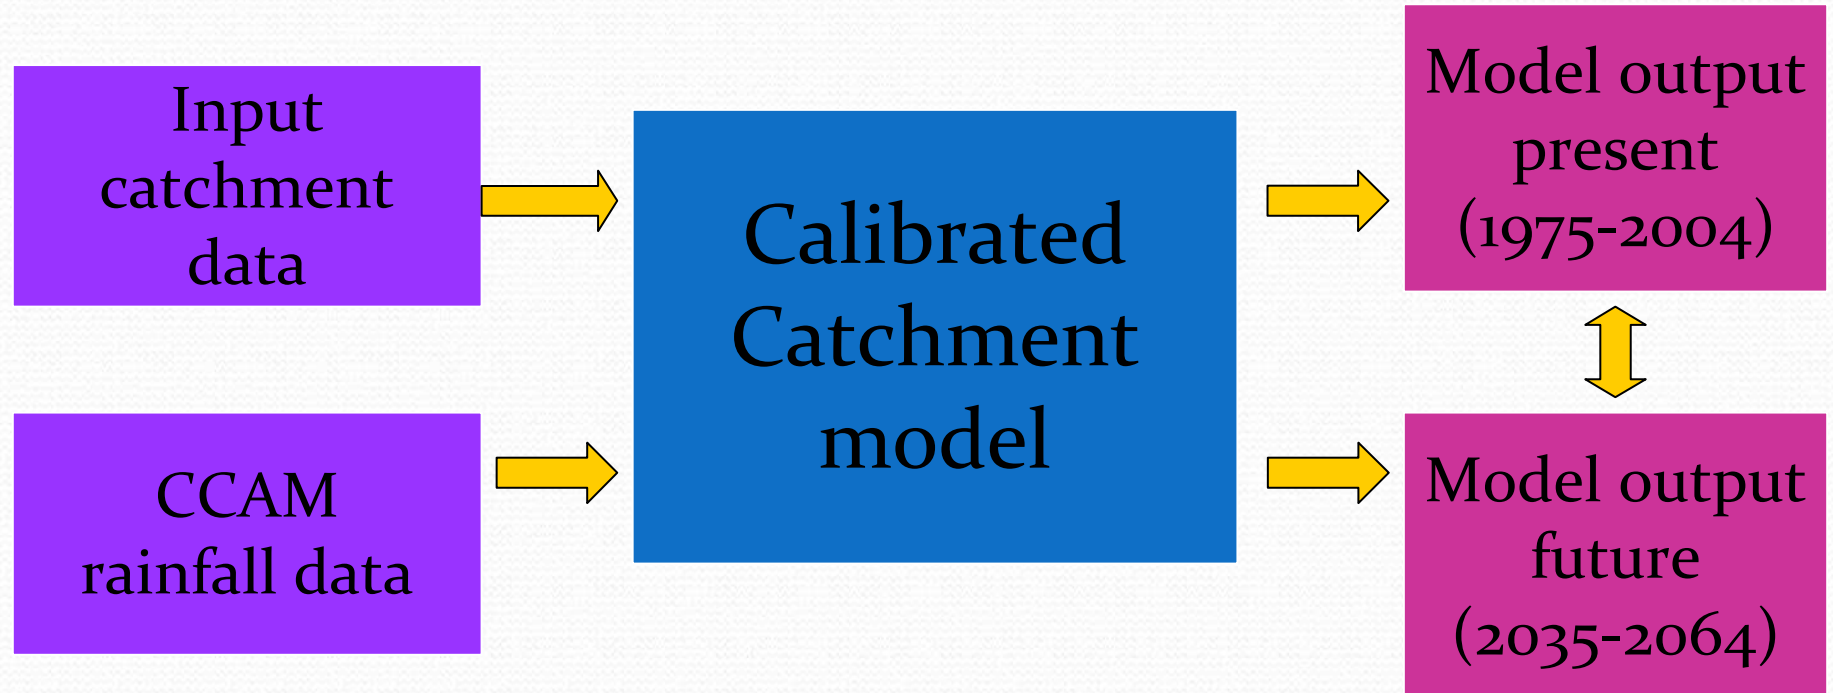 Input
catchment
data
CCAM
rainfall data
Calibrated
Catchment
model
Model output
present
(1975-2004)
Model output
future
(2035-2064)